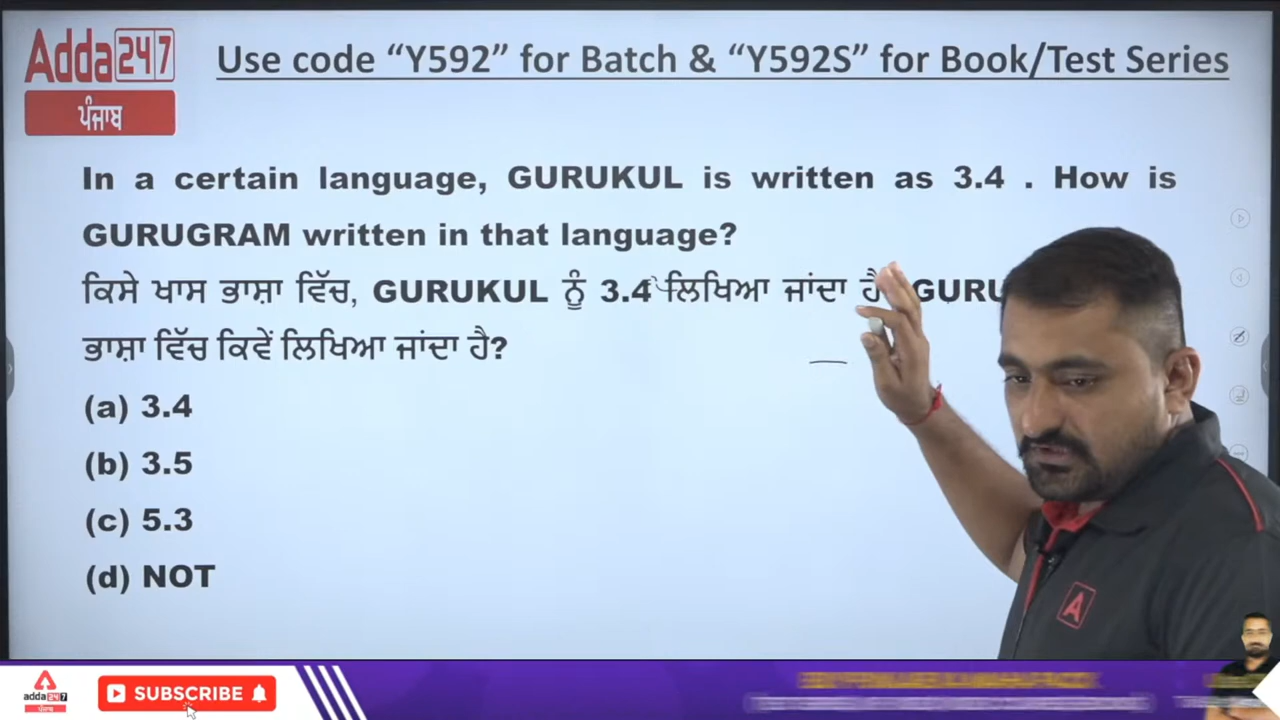 Adda247
ਪੰਜਾਬ
Use code “Y592” for Batch & “Y592S” for Book/Test Series
In a certain language, GURUKUL is written as 3.4 . How is
GURUGRAM written in that language?
ਕਿਸੇ ਖਾਸ ਭਾਸ਼ਾ ਵਿੱਚ, GURUKUL ਨੂੰ 3.4 ਲਿਖਿਆ ਜਾਂਦਾ ਹੈ
ਭਾਸ਼ਾ ਵਿੱਚ ਕਿਵੇਂ ਲਿਖਿਆ ਜਾਂਦਾ ਹੈ?
(a) 3.4
(b) 3.5
(c) 5.3
(d) NOT
A
adda247
ਪੰਜਾਬ
SUBSCRIBE